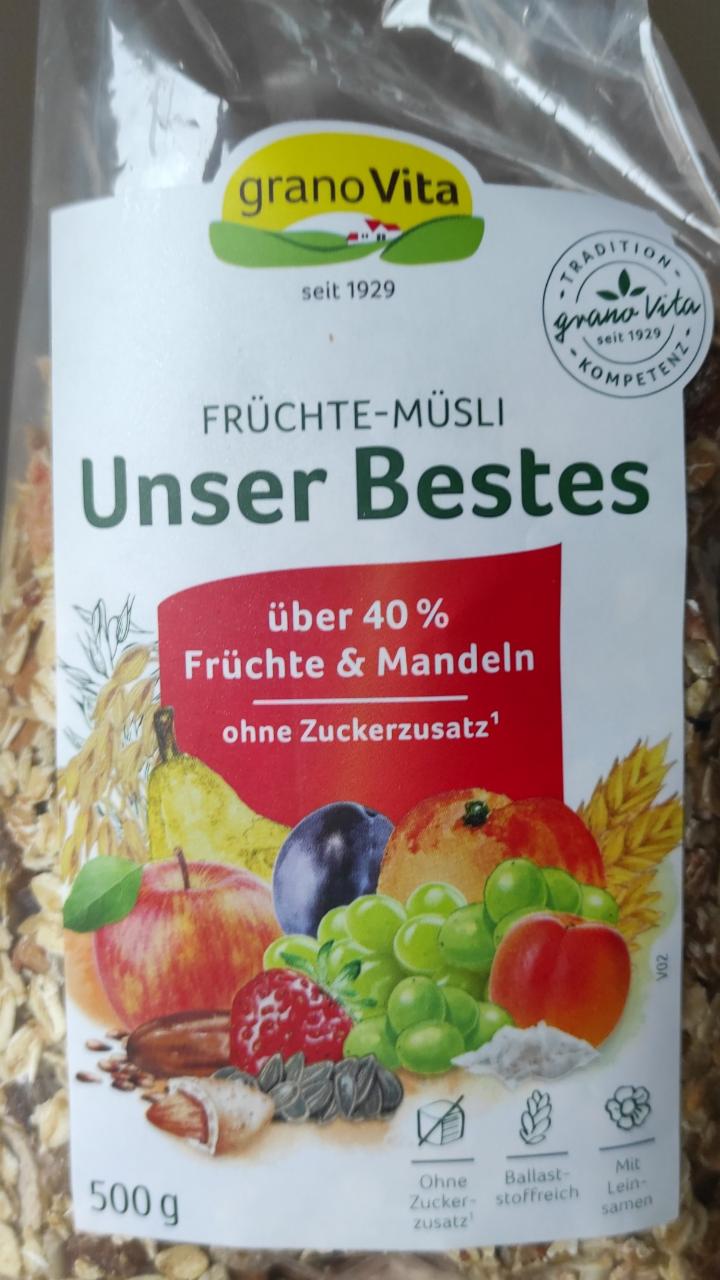 granoVita
seit 1929
TRADITION
grano Vita
seit 1929
KOMPETENZ
FRÜCHTE-MÜSLI
Unser Bestes
über 40 %
Früchte & Mandeln
ohne Zuckerzusatz¹
V02
500 g
Ohne
Zucker-
zusatz¹
Ballast-
stoffreich
Mit
Lein-
samen